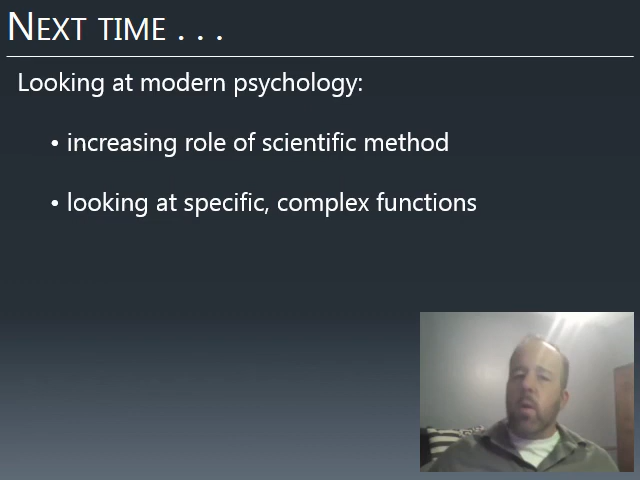 NEXT TIME . . .
Looking at modern psychology:
• increasing role of scientific method
• looking at specific, complex functions